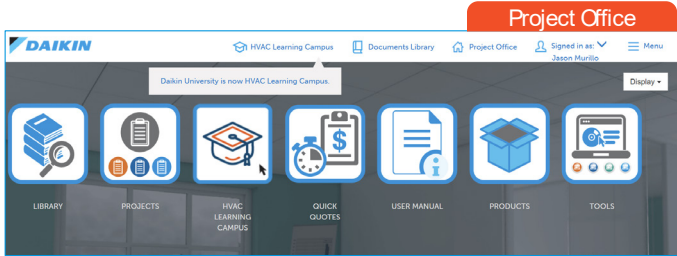 Project Office
DAIKIN
HVAC Learning Campus
Documents Library
Project Office
Signed in as:
Jason Murillo
Menu
Daikin University is now HVAC Learning Campus.
Display
$
i
LIBRARY
PROJECTS
HVAC
LEARNING
CAMPUS
QUICK
QUOTES
USER MANUAL
PRODUCTS
TOOLS